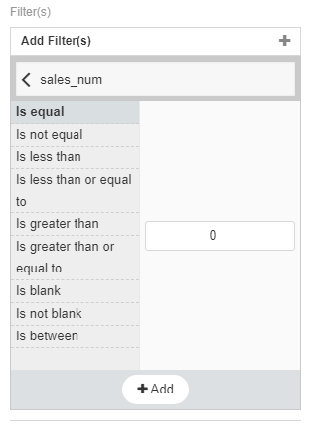 Filter(s)
Add Filter(s)
sales_num
Is equal
Is not equal
Is less than
Is less than or equal
to
Is greater than
Is greater than or
equal to
Is blank
Is not blank
Is between
0
Add